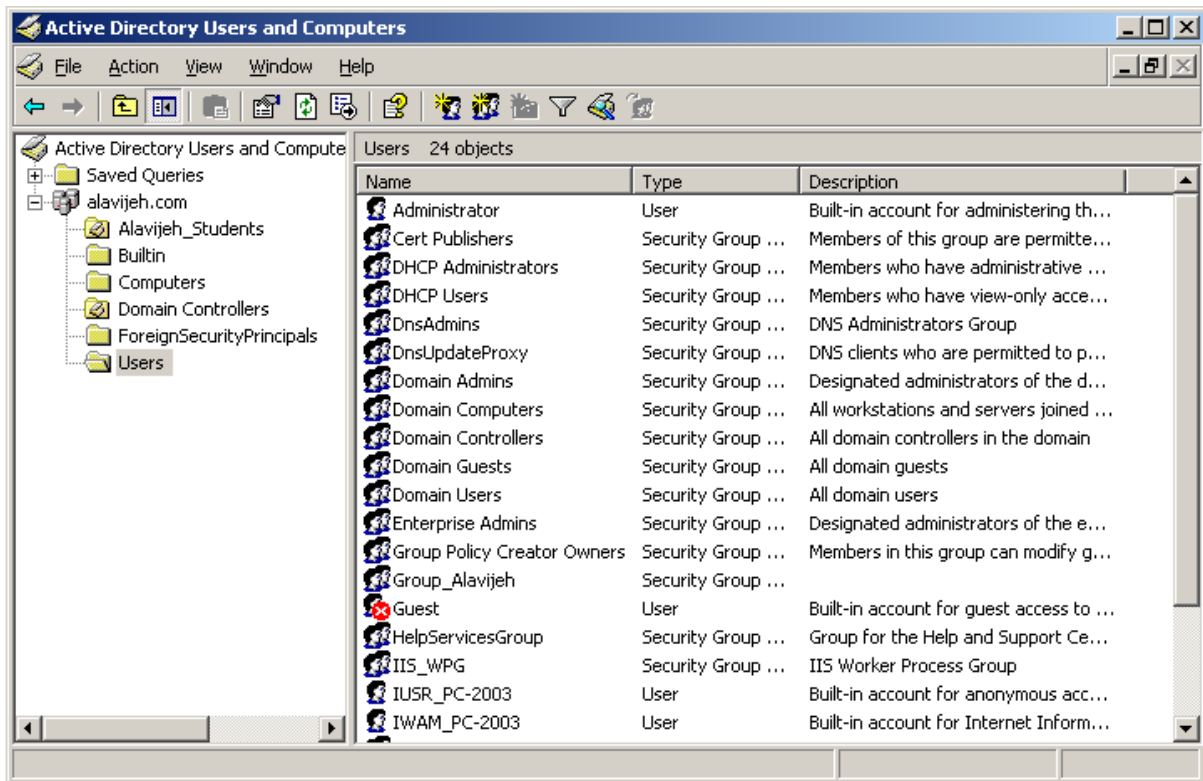 Active Directory Users and Computers
File Action View Window Help
Active Directory Users and Compute
Saved Queries
alavijeh.com
Alavijeh_Students
Builtin
Computers
Domain Controllers
ForeignSecurityPrincipals
Users
Users 24 objects
Name Type Description
Administrator User Built-in account for administering th...
Cert Publishers Security Group ... Members of this group are permitte...
DHCP Administrators Security Group ... Members who have administrative ...
DHCP Users Security Group ... Members who have view-only acce...
DnsAdmins Security Group ... DNS Administrators Group
DnsUpdateProxy Security Group ... DNS clients who are permitted to p...
Domain Admins Security Group ... Designated administrators of the d...
Domain Computers Security Group ... All workstations and servers joined ...
Domain Controllers Security Group ... All domain controllers in the domain
Domain Guests Security Group ... All domain guests
Domain Users Security Group ... All domain users
Enterprise Admins Security Group ... Designated administrators of the e...
Group Policy Creator Owners Security Group ... Members in this group can modify g...
Group_Alavijeh Security Group ...
Guest User Built-in account for guest access to ...
HelpServicesGroup Security Group ... Group for the Help and Support Ce...
IIS_WPG Security Group ... IIS Worker Process Group
IUSR_PC-2003 User Built-in account for anonymous acc...
IWAM_PC-2003 User Built-in account for Internet Inform...